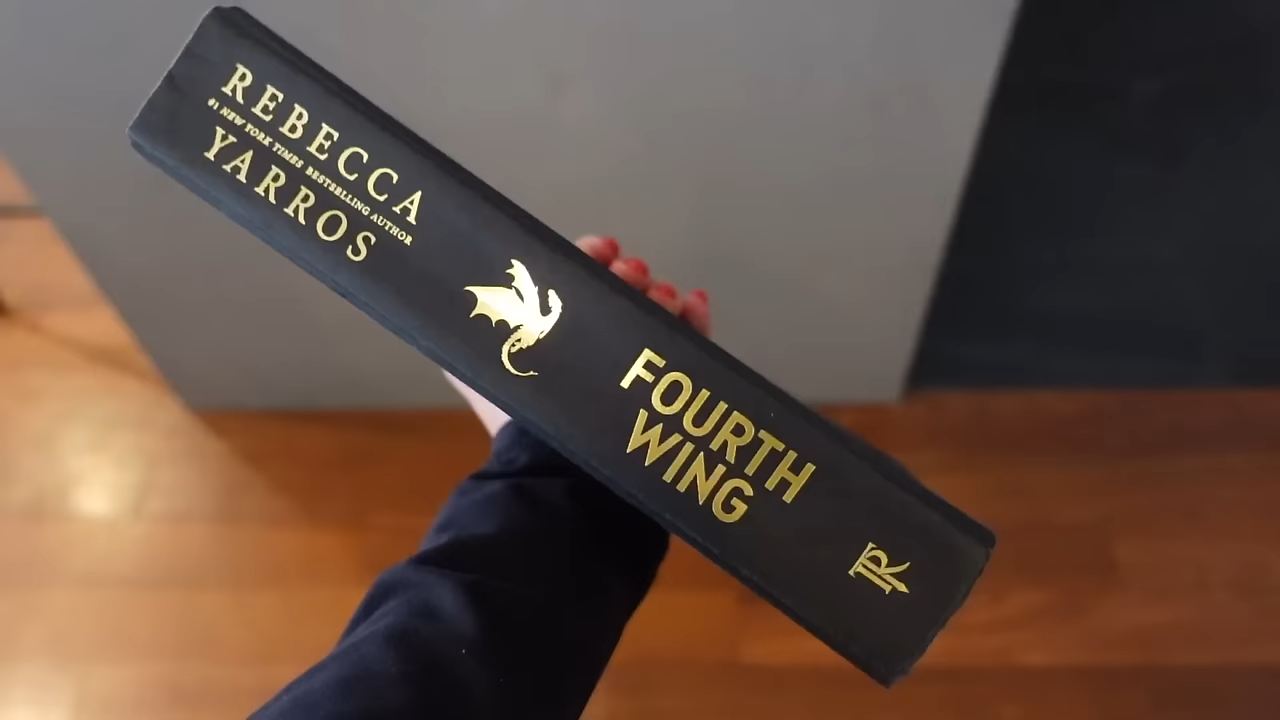 REBECCA
#1 NEW YORK TIMES BESTSELLING AUTHOR
YARROS
FOURTH
WING